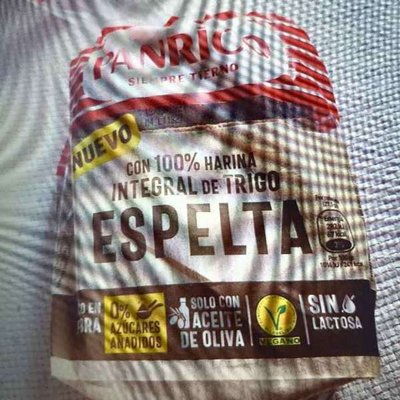 PANRICO
SIEMPRE TIERNO
NUEVO
CON 100% HARINA
INTEGRAL DE TRIGO
ESPELTA
EN
0%
AZÚCARES
AÑADIDOS
SOLO CON
ACEITE
DE OLIVA
VEGANO
SIN
LACTOSA